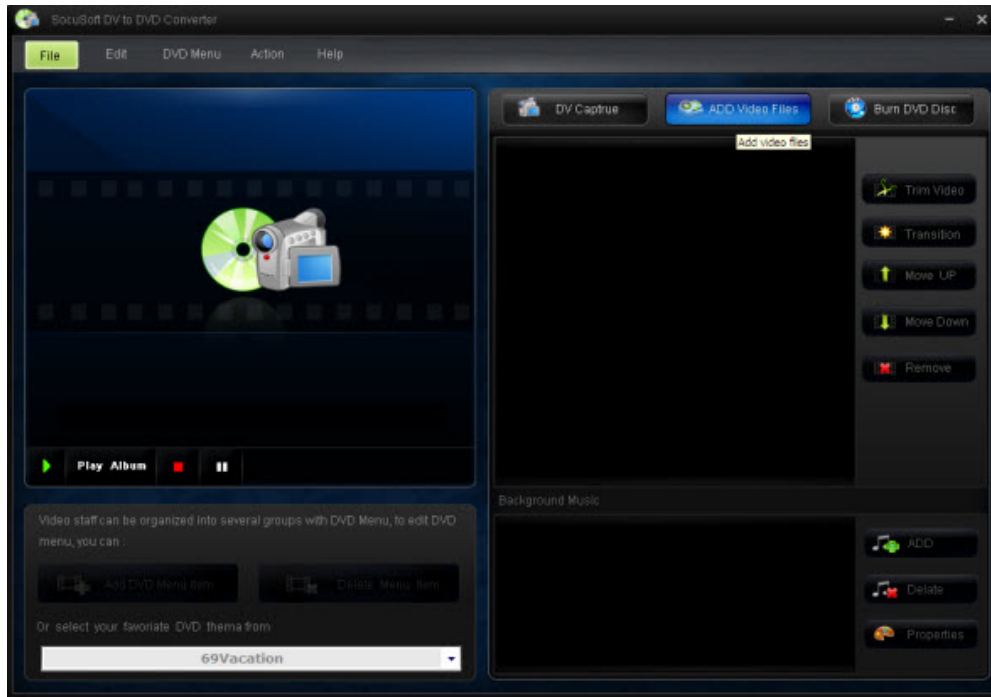 SocuSoft DV to DVD Converter
File Edit DVD Menu Action Help
DV Captrue ADD Video Files Burn DVD Disc
Add video files
Trim Video
Transition
Move UP
Move Down
Remove
Play Album
Background Music
Video staff can be organized into several groups with DVD Menu, to edit DVD
menu, you can :
Add DVD Menu Item Delete Menu Item
Or select your favoriate DVD thema from
69Vacation
ADD
Delate
Properties